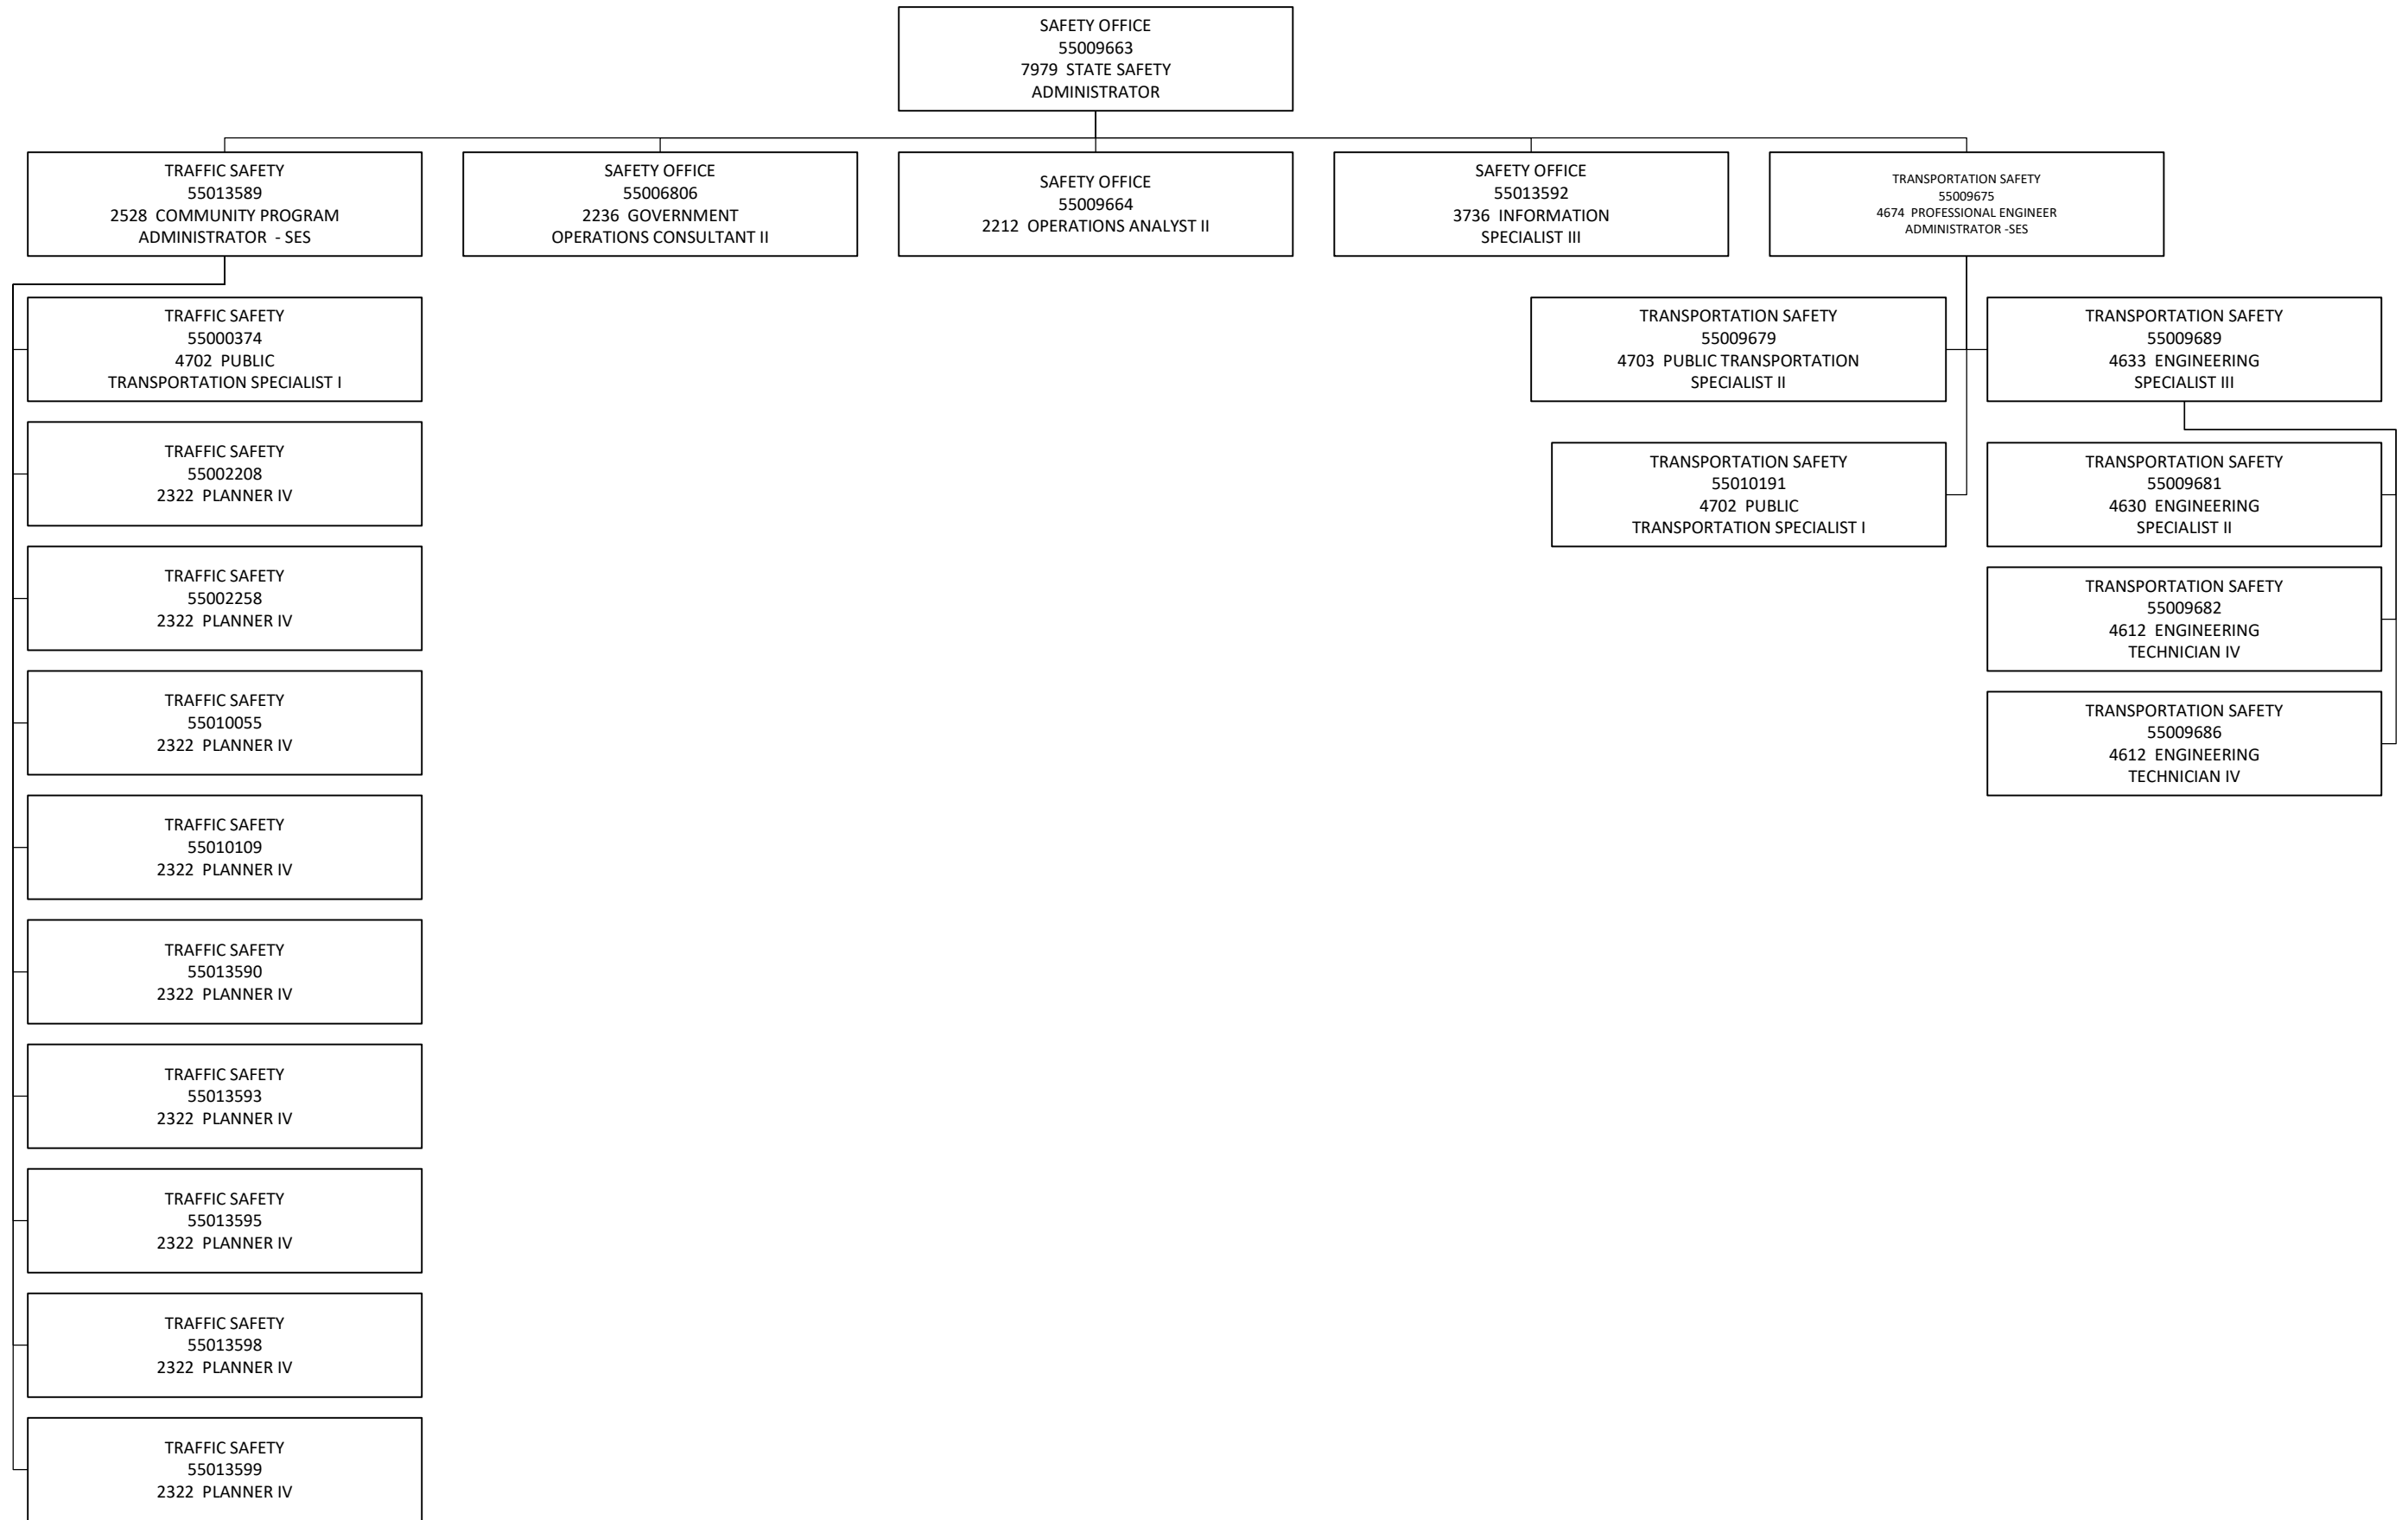 SAFETY OFFICE
55009663
7979 STATE SAFETY
ADMINISTRATOR
TRAFFIC SAFETY
55013589
2528 COMMUNITY PROGRAM
ADMINISTRATOR - SES
SAFETY OFFICE
55006806
2236 GOVERNMENT
OPERATIONS CONSULTANT II
SAFETY OFFICE
55009664
2212 OPERATIONS ANALYST II
SAFETY OFFICE
55013592
3736 INFORMATION
SPECIALIST III
TRANSPORTATION SAFETY
55009675
4674 PROFESSIONAL ENGINEER
ADMINISTRATOR -SES
TRAFFIC SAFETY
55000374
4702 PUBLIC
TRANSPORTATION SPECIALIST I
TRANSPORTATION SAFETY
55009679
4703 PUBLIC TRANSPORTATION
SPECIALIST II
TRANSPORTATION SAFETY
55009689
4633 ENGINEERING
SPECIALIST III
TRAFFIC SAFETY
55002208
2322 PLANNER IV
TRANSPORTATION SAFETY
55010191
4702 PUBLIC
TRANSPORTATION SPECIALIST I
TRANSPORTATION SAFETY
55009681
4630 ENGINEERING
SPECIALIST II
TRAFFIC SAFETY
55002258
2322 PLANNER IV
TRANSPORTATION SAFETY
55009682
4612 ENGINEERING
TECHNICIAN IV
TRAFFIC SAFETY
55010055
2322 PLANNER IV
TRANSPORTATION SAFETY
55009686
4612 ENGINEERING
TECHNICIAN IV
TRAFFIC SAFETY
55010109
2322 PLANNER IV
TRAFFIC SAFETY
55013590
2322 PLANNER IV
TRAFFIC SAFETY
55013593
2322 PLANNER IV
TRAFFIC SAFETY
55013595
2322 PLANNER IV
TRAFFIC SAFETY
55013598
2322 PLANNER IV
TRAFFIC SAFETY
55013599
2322 PLANNER IV